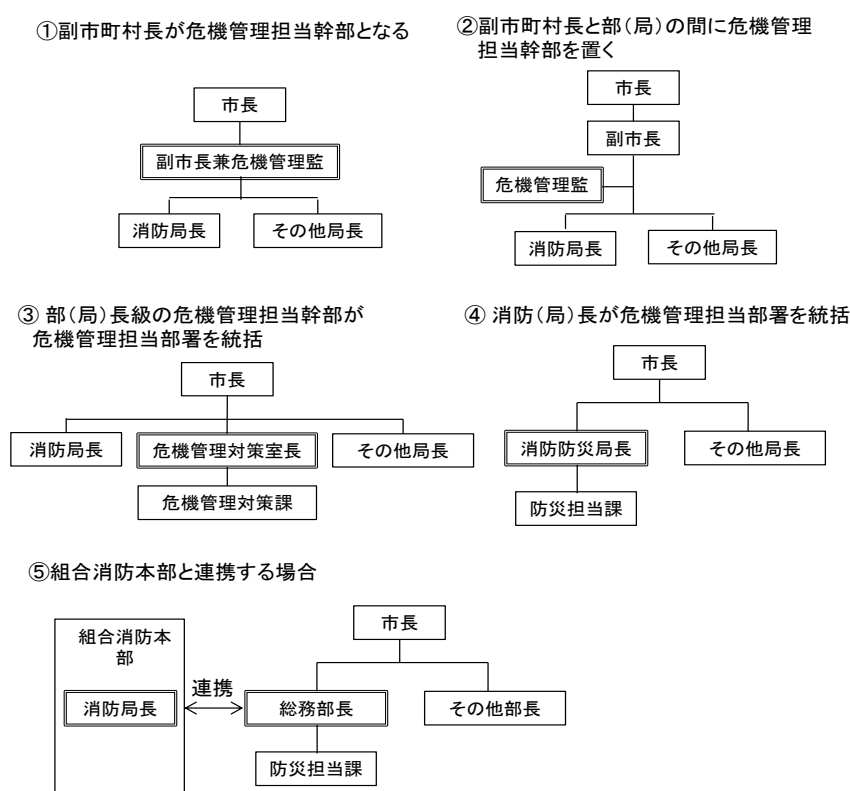 ①副市町村長が危機管理担当幹部となる
市長
副市長兼危機管理監
消防局長
その他局長
②副市町村長と部(局)の間に危機管理
担当幹部を置く
市長
副市長
危機管理監
消防局長
その他局長
③ 部(局)長級の危機管理担当幹部が
危機管理担当部署を統括
市長
消防局長
危機管理対策室長
その他局長
危機管理対策課
④ 消防(局)長が危機管理担当部署を統括
市長
消防防災局長
その他局長
防災担当課
⑤組合消防本部と連携する場合
組合消防本
部
消防局長
連携
市長
総務部長
その他部長
防災担当課